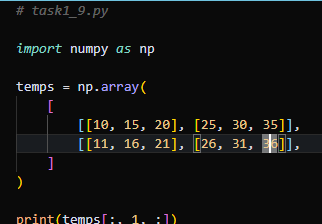 # task1_9.py
import numpy as np
temps = np.array(
[
[[10, 15, 20], [25, 30, 35]],
[[11, 16, 21], [26, 31, 36]],
]
)
print(temps[:, 1, :])